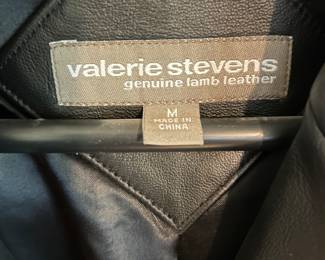 valerie stevens
genuine lamb leather
M
MADE IN
CHINA